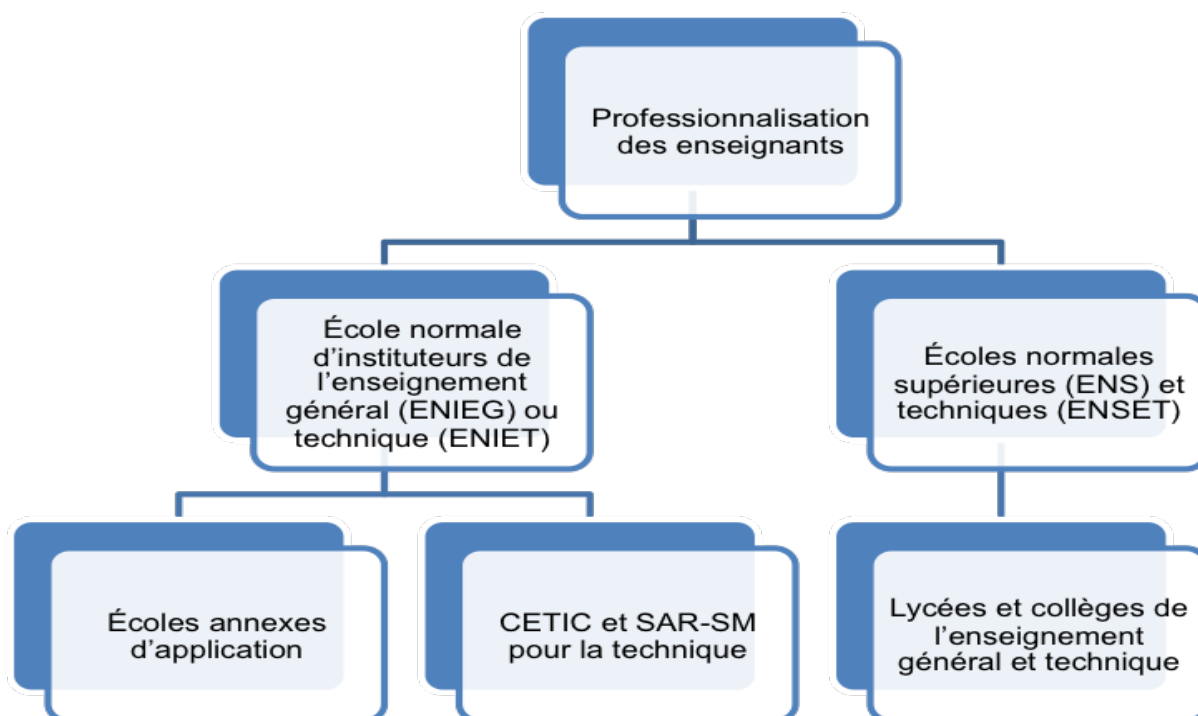 Professionnalisation
des enseignants
École normale
d’instituteurs de
l’enseignement
général (ENIEG) ou
technique (ENIET)
Écoles normales
supérieures (ENS) et
techniques (ENSET)
Écoles annexes
d’application
CETIC et SAR-SM
pour la technique
Lycées et collèges de
l’enseignement
général et technique